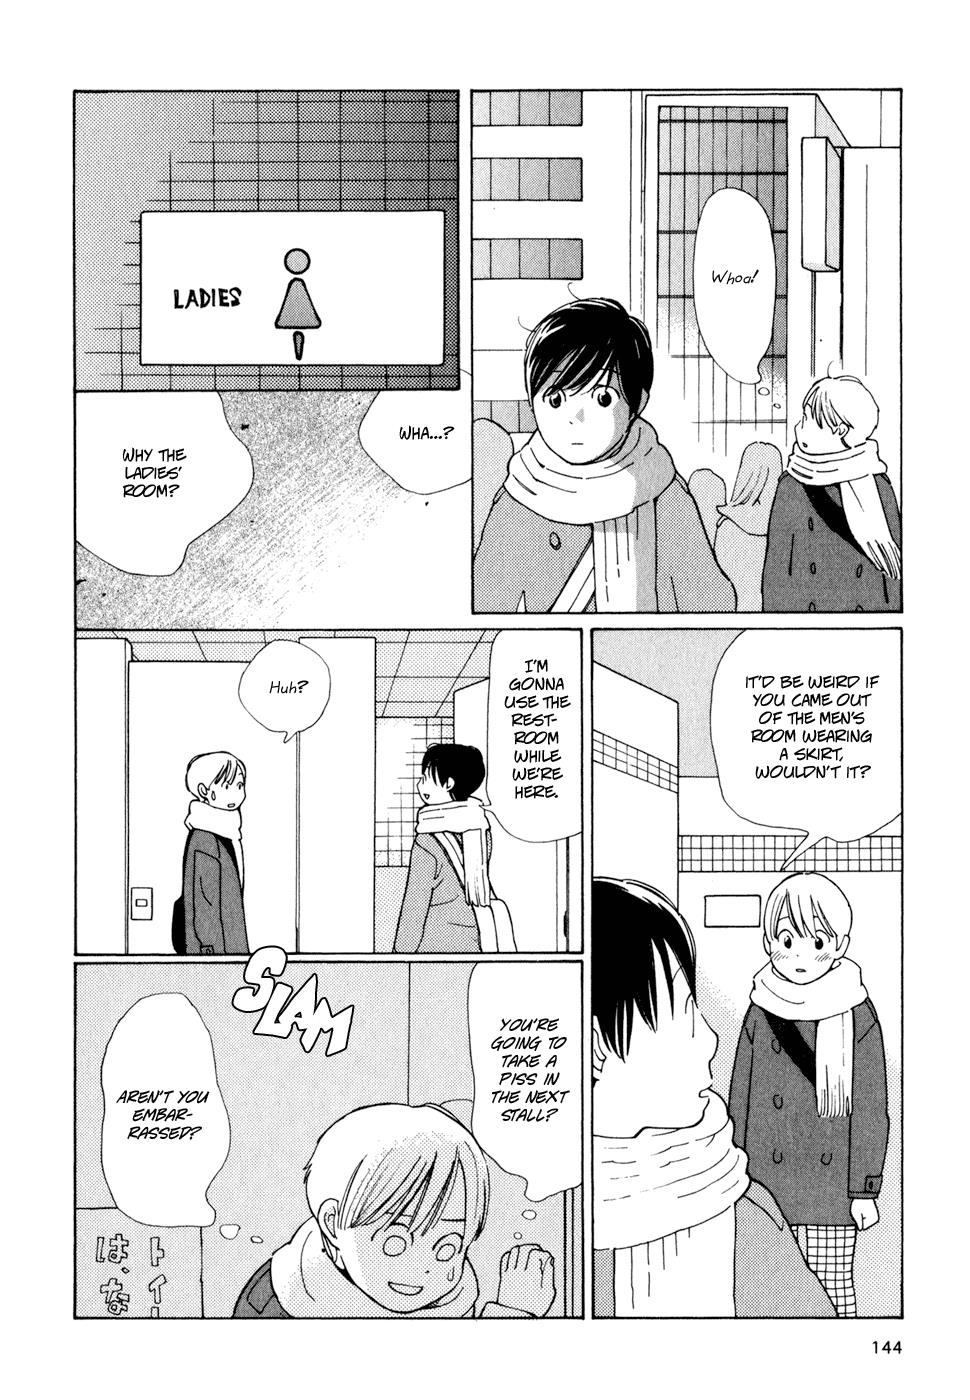 Whoa!
LADIES
WHA...?
WHY THE
LADIES'
ROOM?
IT'D BE WEIRD IF
YOU CAME OUT
OF THE MEN'S
ROOM WEARING
A SKIRT,
WOULDN'T IT?
I'M
GONNA
USE THE
REST-
ROOM
WHILE
WE'RE
HERE.
Huh?
SLAM
YOU'RE
GOING TO
TAKE A
PISS IN
THE NEXT
STALL?
AREN'T YOU
EMBAR-
RASSED?
トイ
は、な
144